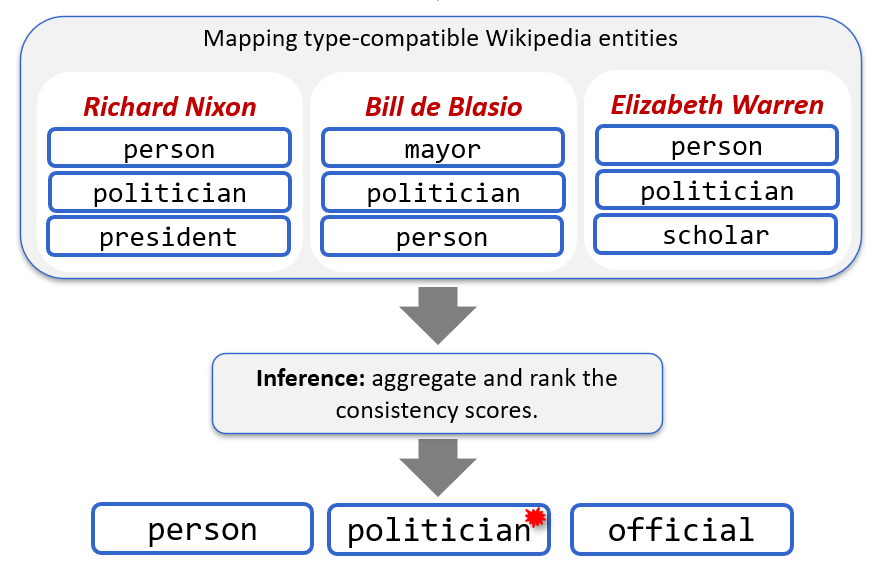 Mapping type-compatible Wikipedia entities
Richard Nixon
person
politician
president
Bill de Blasio
mayor
politician
person
Elizabeth Warren
person
politician
scholar
Inference: aggregate and rank the
consistency scores.
person
politician
official